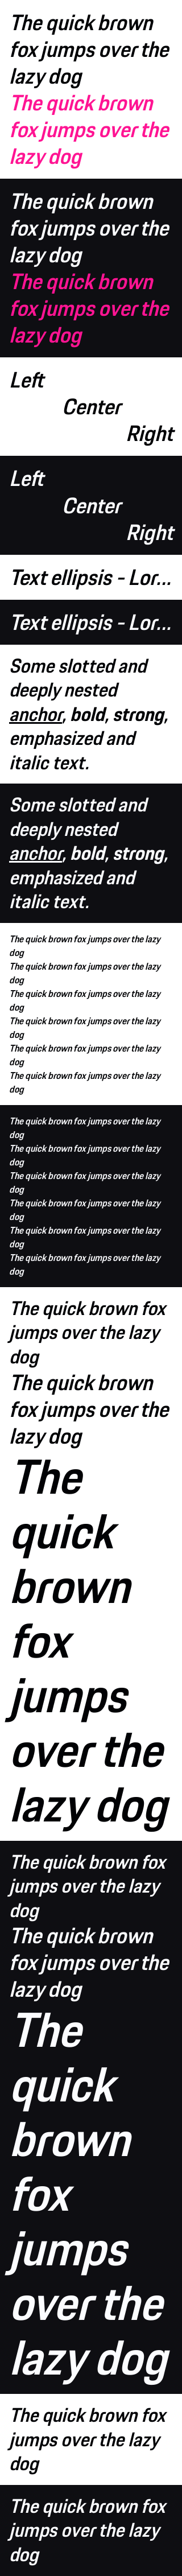 The quick brown
fox jumps over the
lazy dog
The quick brown
fox jumps over the
lazy dog
The quick brown
fox jumps over the
lazy dog
The quick brown
fox jumps over the
lazy dog
Left
Center
Right
Left
Center
Right
Text ellipsis - Lor...
Text ellipsis - Lor...
Some slotted and
deeply nested
anchor, bold, strong,
emphasized and
italic text.
Some slotted and
deeply nested
anchor, bold, strong,
emphasized and
italic text.
The quick brown fox jumps over the lazy
dog
The quick brown fox jumps over the lazy
dog
The quick brown fox jumps over the lazy
dog
The quick brown fox jumps over the lazy
dog
The quick brown fox jumps over the lazy
dog
The quick brown fox jumps over the lazy
dog
The quick brown fox jumps over the lazy
dog
The quick brown fox jumps over the lazy
dog
The quick brown fox jumps over the lazy
dog
The quick brown fox jumps over the lazy
dog
The quick brown fox jumps over the lazy
dog
The quick brown fox jumps over the lazy
dog
The quick brown fox
jumps over the lazy
dog
The quick brown
fox jumps over the
lazy dog
The
quick
brown
fox
jumps
over the
lazy dog
The quick brown fox
jumps over the lazy
dog
The quick brown
fox jumps over the
lazy dog
The
quick
brown
fox
jumps
over the
lazy dog
The quick brown fox
jumps over the lazy
dog
The quick brown fox
jumps over the lazy
dog